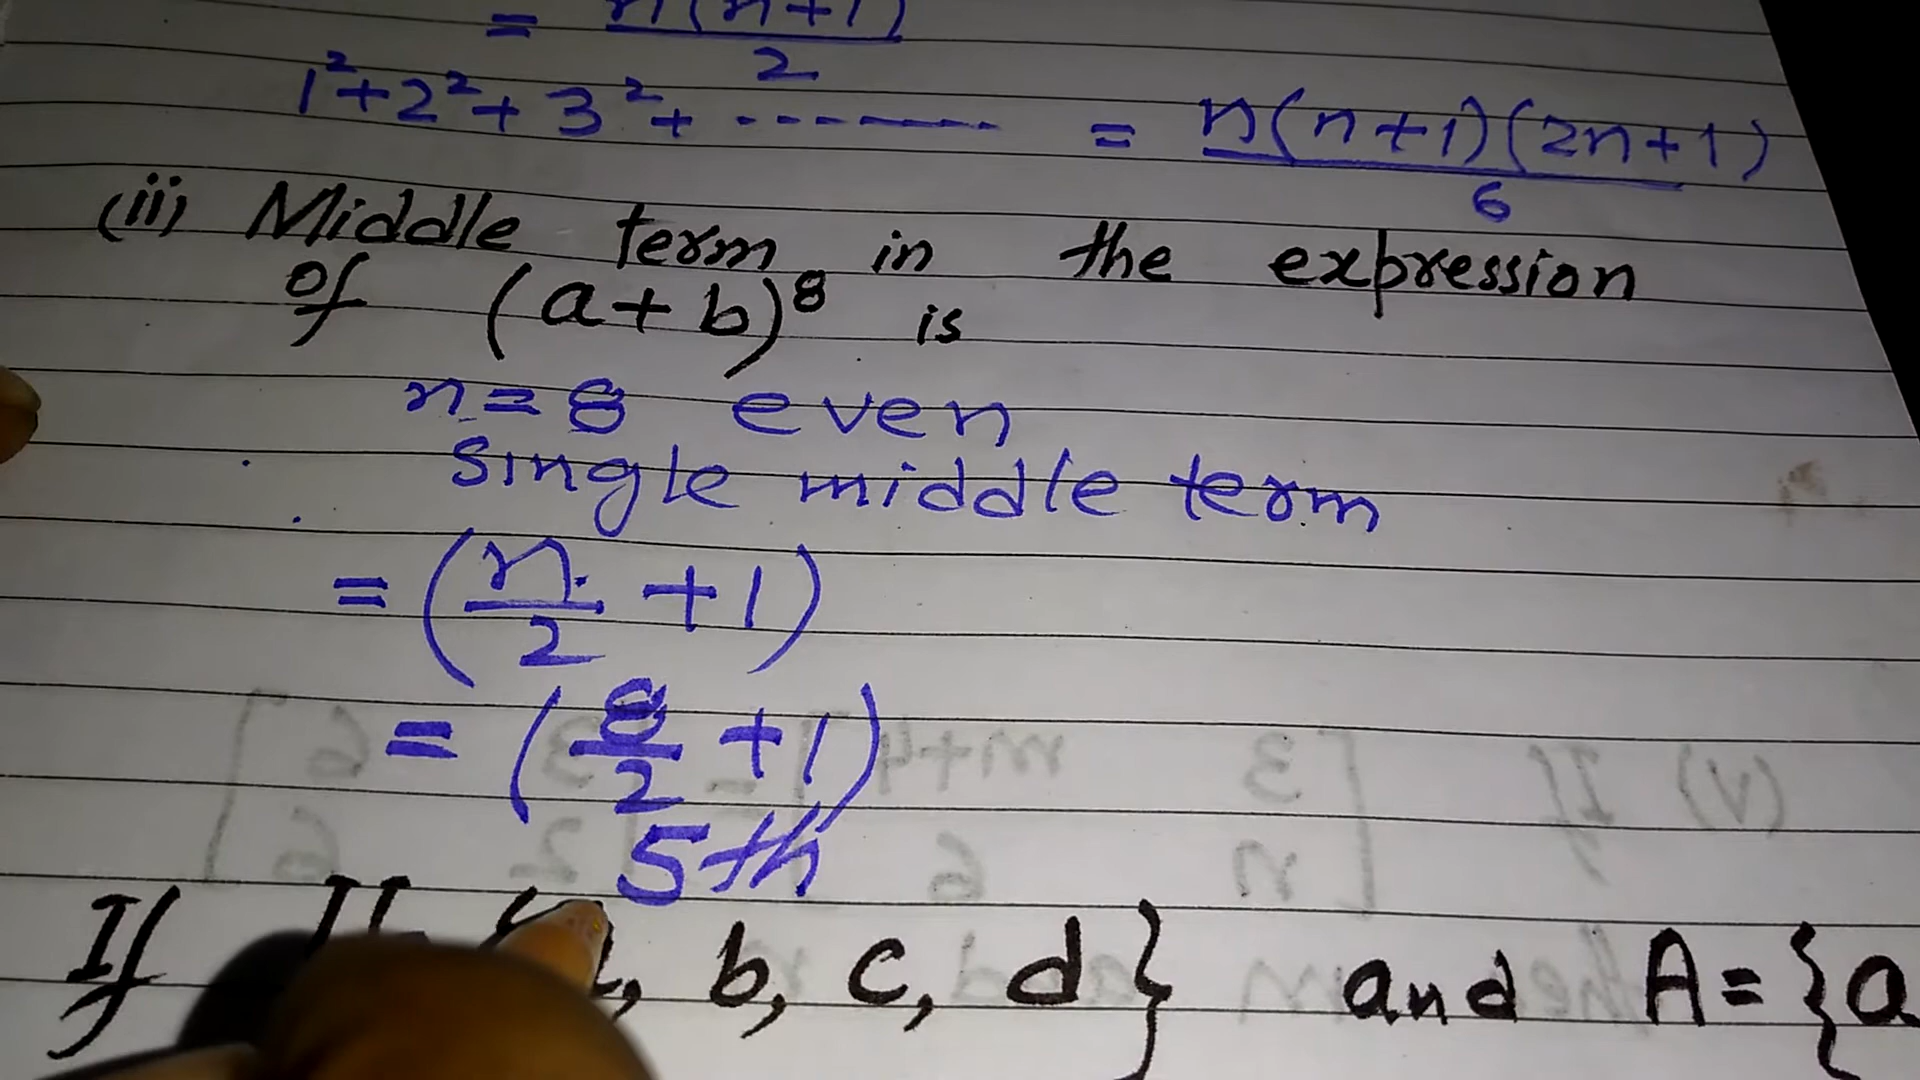 = n(n+1)
2
1²+2²+3²+-------- = n(n+1)(2n+1)
6
(ii) Middle term in the expression
of (a+b)⁸ is
n=8 even
single middle term
= (n/2 +1)
= (8/2 +1)
5th
If b, c, d} and A={a